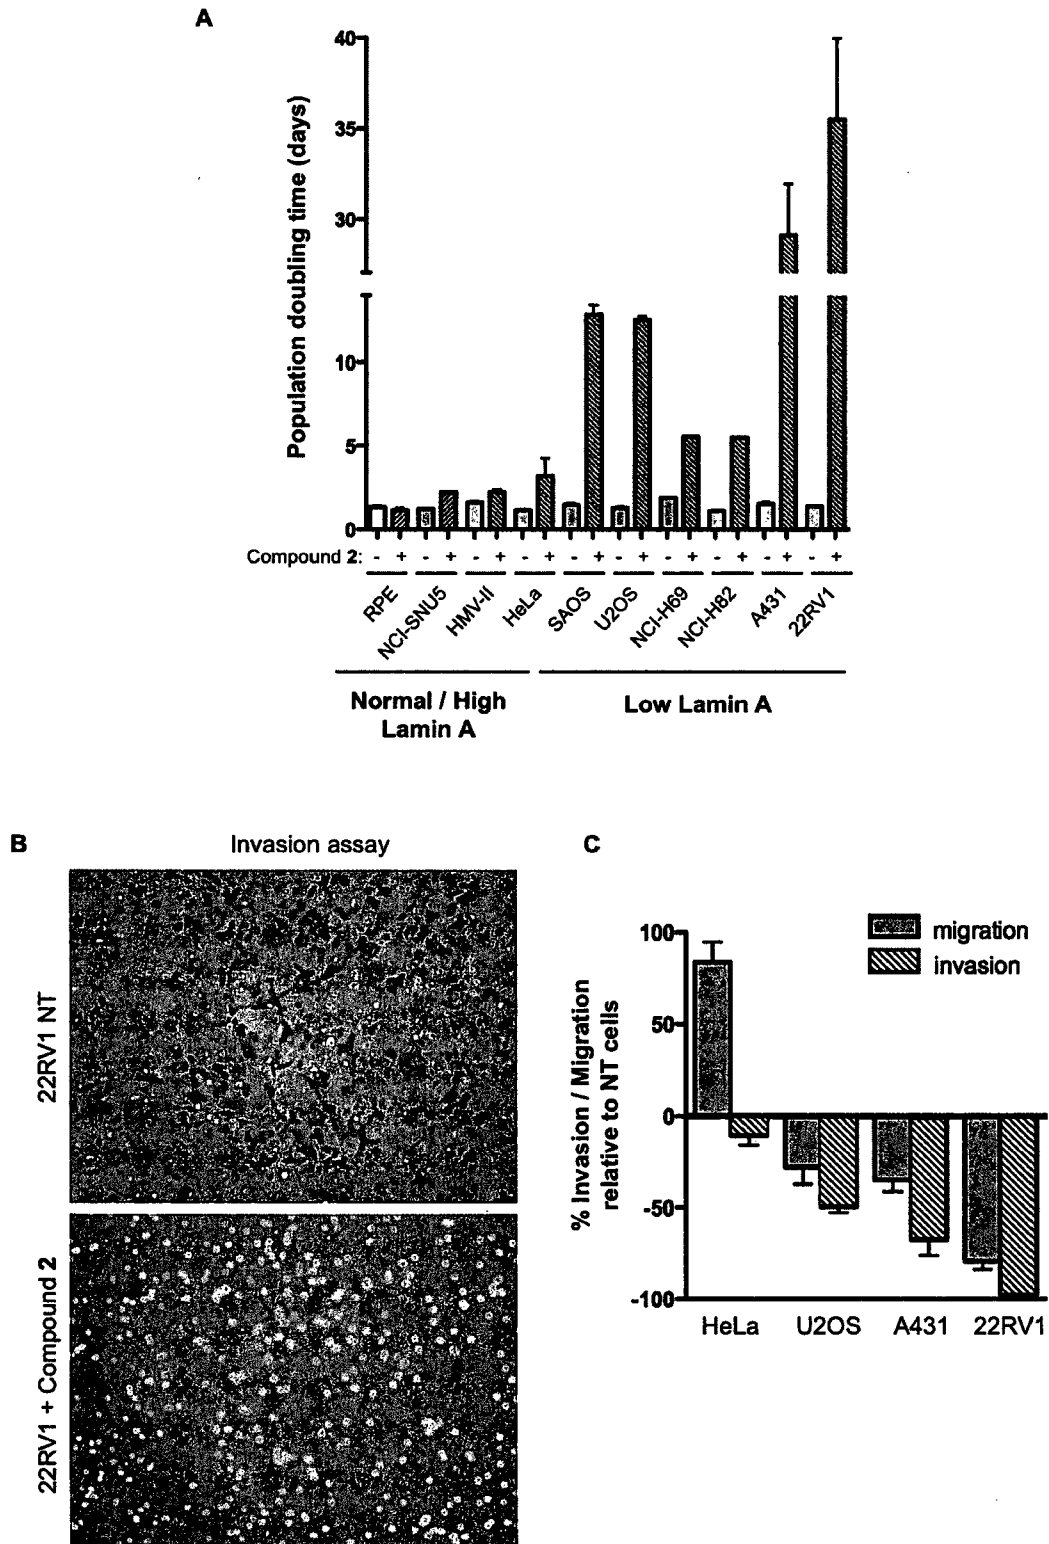 A
Population doubling time (days)
40
35
30
10
5
0
Compound 2: - + - + - + - + - + - + - + - + - + - +
RPE
NCI-SNU5
HMV-II
HeLa
SAOS
U2OS
NCI-H69
NCI-H82
A431
22RV1
Normal / High
Lamin A
Low Lamin A
B
Invasion assay
22RV1 NT
22RV1 + Compound 2
C
% Invasion / Migration
relative to NT cells
100
50
0
-50
-100
migration
invasion
HeLa U2OS A431 22RV1